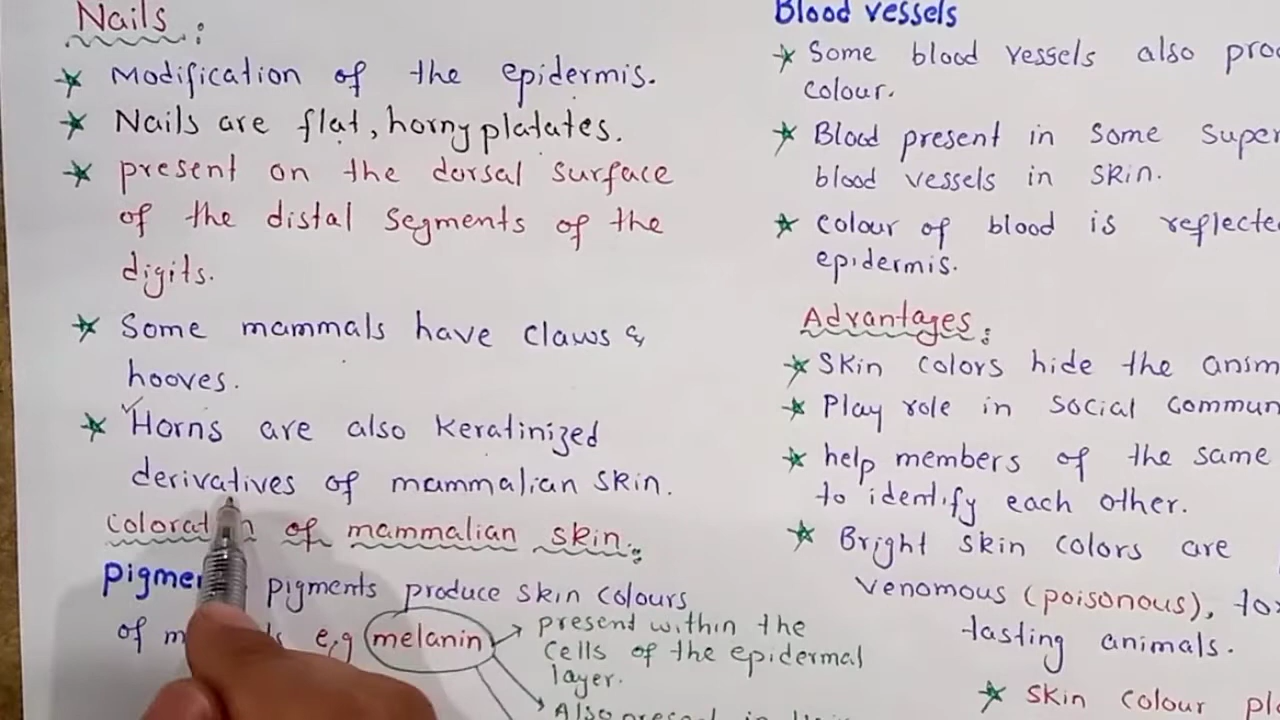 Nails :
Modification of the epidermis.
Nails are flat, horny platates.
present on the dorsal surface
of the distal segments of the
digits.
Some mammals have claws &
hooves.
Horns are also keratinized
derivatives of mammalian skin.
of mammalian skin:
pigments produce skin colours
of e,g melanin
present within the
cells of the epidermal
layer.
Also present in
Blood vessels
Some blood vessels also
colour.
Blood present in some
blood vessels in skin.
colour of blood is
epidermis.
Advantages:
Skin colors hide the
Play role in social
help members of the same
to identify each other.
Bright skin colors are
venomous (poisonous),
tasting animals.
Skin colour